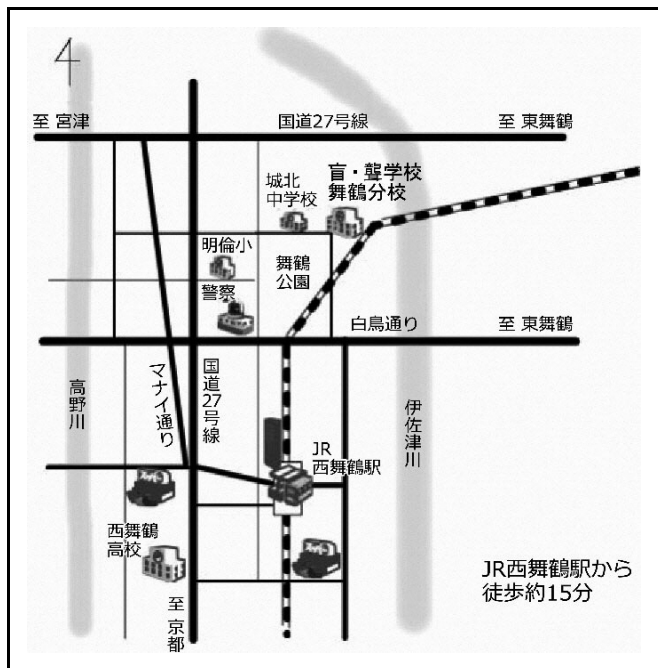 至 宮津
国道27号線
至 東舞鶴
城北
中学校
盲・聾学校
舞鶴分校
明倫小
舞鶴
公園
警察
白鳥通り
至 東舞鶴
高野川
マナイ通り
国道27号線
伊佐津川
JR
西舞鶴駅
西舞鶴
高校
至 京都
JR西舞鶴駅から
徒歩約15分